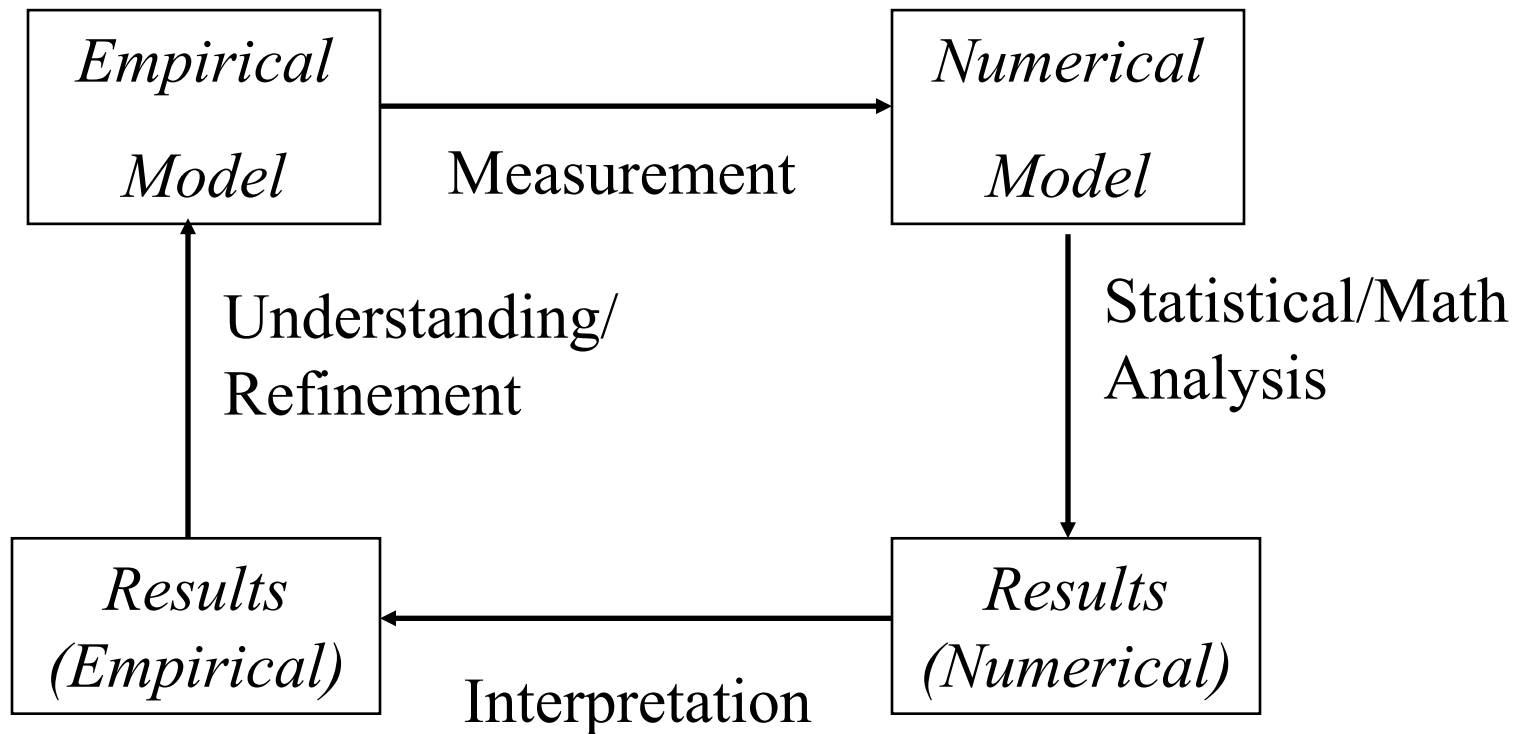 Empirical
Model
Measurement
Numerical
Model
Understanding/
Refinement
Statistical/Math
Analysis
Results
(Empirical)
Interpretation
Results
(Numerical)